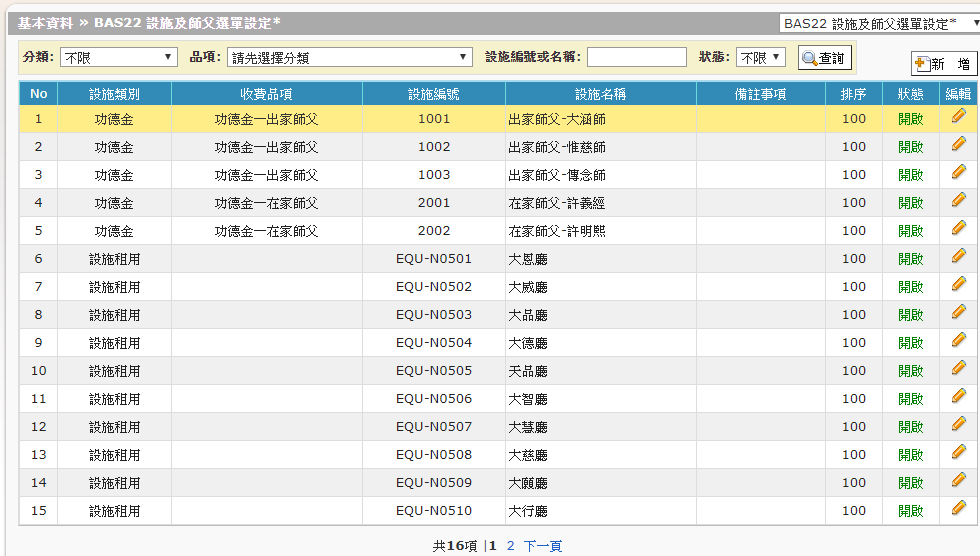 基本資料 » BAS22 設施及師父選單設定* BAS22 設施及師父選單設定*
分類: 不限 品項: 請先選擇分類 設施編號或名稱: 狀態: 不限 查詢
新 增
No 設施類別 收費品項 設施編號 設施名稱 備註事項 排序 狀態 編輯
1 功德金 功德金—出家師父 1001 出家師父-大涵師 100 開啟
2 功德金 功德金—出家師父 1002 出家師父-惟慈師 100 開啟
3 功德金 功德金—出家師父 1003 出家師父-傳念師 100 開啟
4 功德金 功德金—在家師父 2001 在家師父-許義經 100 開啟
5 功德金 功德金—在家師父 2002 在家師父-許明熙 100 開啟
6 設施租用 EQU-N0501 大恩廳 100 開啟
7 設施租用 EQU-N0502 大威廳 100 開啟
8 設施租用 EQU-N0503 大品廳 100 開啟
9 設施租用 EQU-N0504 大德廳 100 開啟
10 設施租用 EQU-N0505 天品廳 100 開啟
11 設施租用 EQU-N0506 大智廳 100 開啟
12 設施租用 EQU-N0507 大慧廳 100 開啟
13 設施租用 EQU-N0508 大慈廳 100 開啟
14 設施租用 EQU-N0509 大願廳 100 開啟
15 設施租用 EQU-N0510 大行廳 100 開啟
共16項 |1 2 下一頁